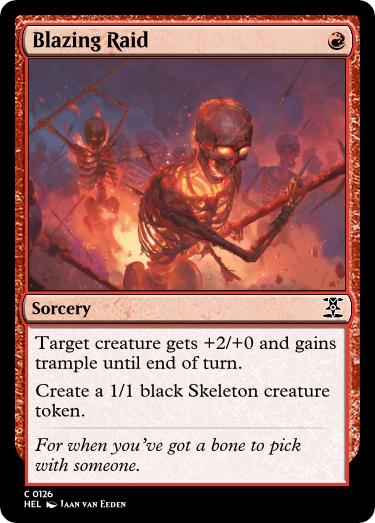 Blazing Raid
Sorcery
Target creature gets +2/+0 and gains
trample until end of turn.
Create a 1/1 black Skeleton creature
token.
For when you've got a bone to pick
with someone.
C 0126
HEL Jaan van Eeden